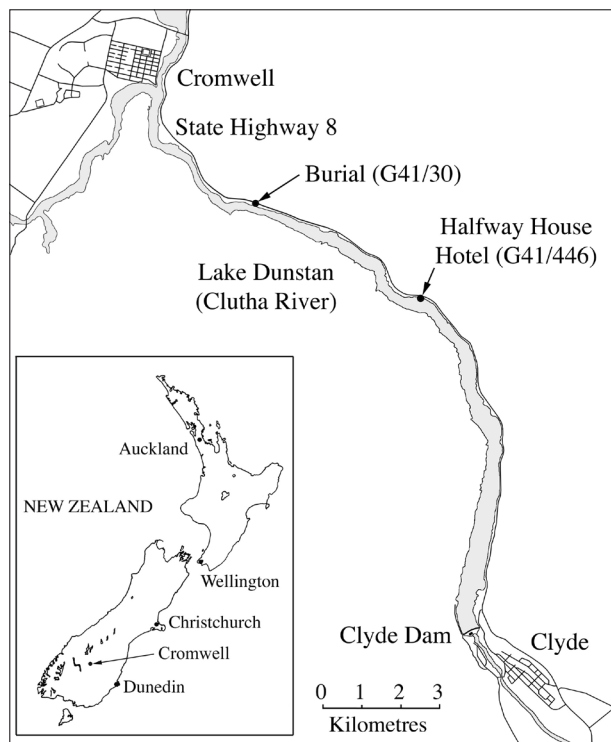 Cromwell
State Highway 8
Burial (G41/30)
Halfway House
Hotel (G41/446)
Lake Dunstan
(Clutha River)
Auckland
NEW ZEALAND
Wellington
Christchurch
Cromwell
Dunedin
Clyde Dam
Clyde
0 1 2 3
Kilometres